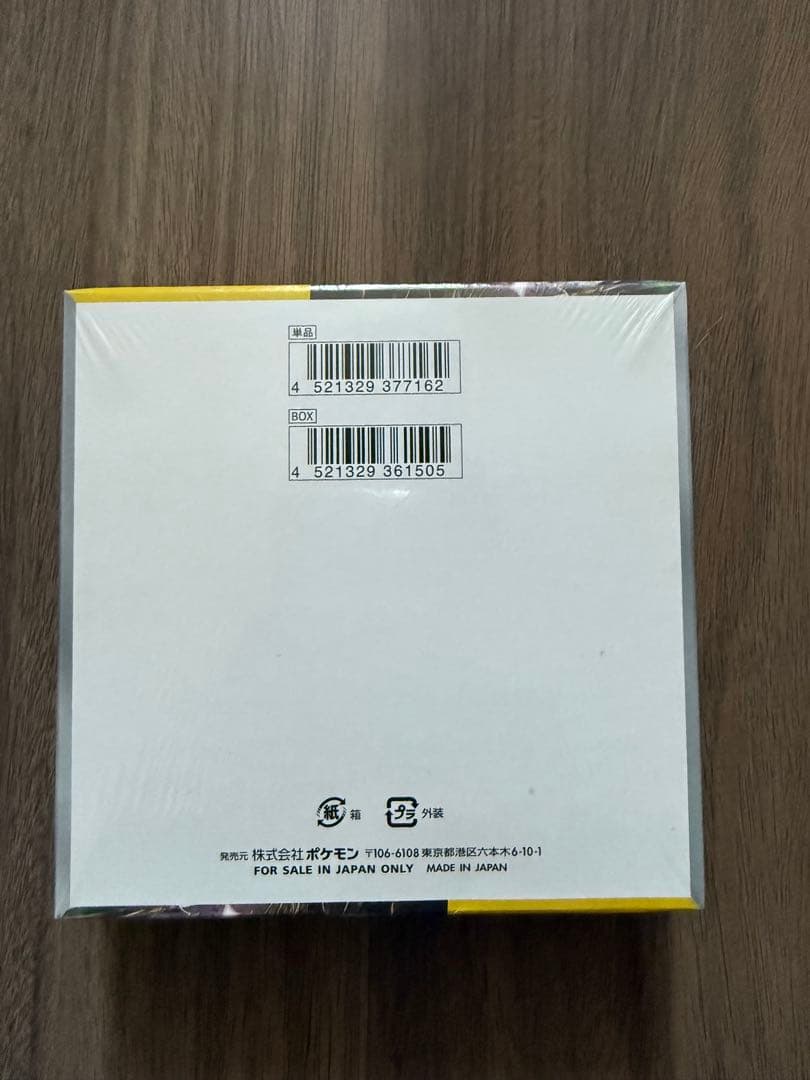 単品
4 521329 377162
BOX
4 521329 361505
紙 箱 プラ 外装
発売元 株式会社ポケモン 〒106-6108 東京都港区六本木6-10-1
FOR SALE IN JAPAN ONLY MADE IN JAPAN